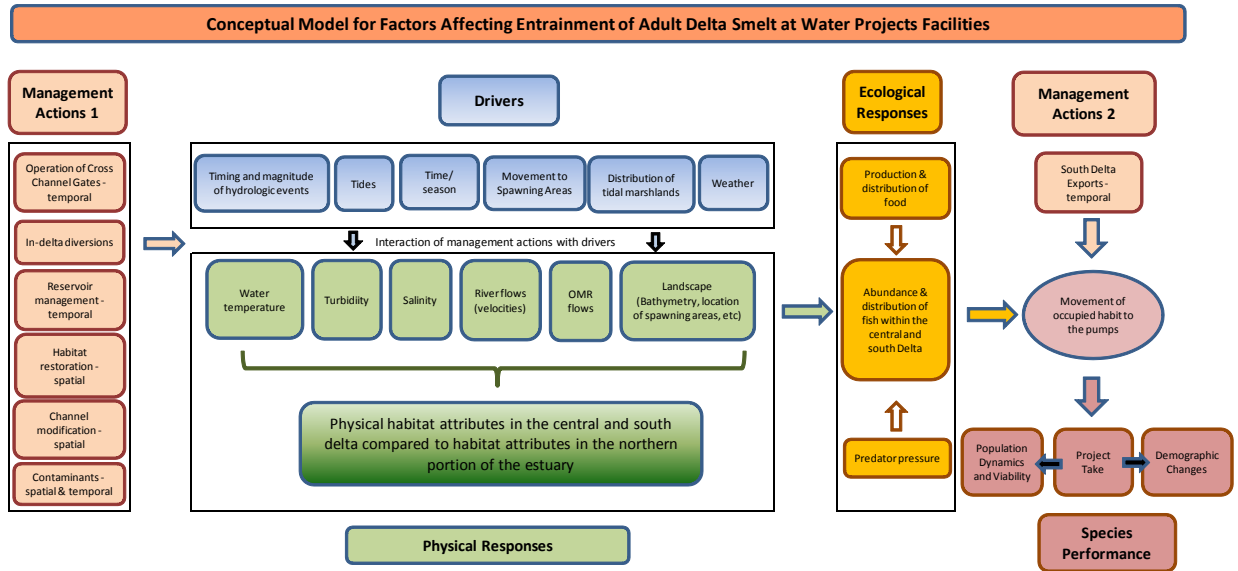 Conceptual Model for Factors Affecting Entrainment of Adult Delta Smelt at Water Projects Facilities
Management
Actions 1
Operation of Cross
Channel Gates -
temporal
In-delta diversions
Reservoir
management -
temporal
Habitat
restoration -
spatial
Channel
modification -
spatial
Contaminants -
spatial & temporal
Drivers
Timing and magnitude
of hydrologic events
Tides
Time/
season
Movement to
Spawning Areas
Distribution of
tidal marshlands
Weather
Interaction of management actions with drivers
Water
temperature
Turbidiity
Salinity
River flows
(velocities)
OMR
flows
Landscape
(Bathymetry, location
of spawning areas, etc)
Physical habitat attributes in the central and south
delta compared to habitat attributes in the northern
portion of the estuary
Physical Responses
Ecological
Responses
Production &
distribution of
food
Abundance &
distribution of
fish within the
central and
south Delta
Predator pressure
Management
Actions 2
South Delta
Exports -
temporal
Movement of
occupied habit to
the pumps
Population
Dynamics
and Viability
Project
Take
Demographic
Changes
Species
Performance